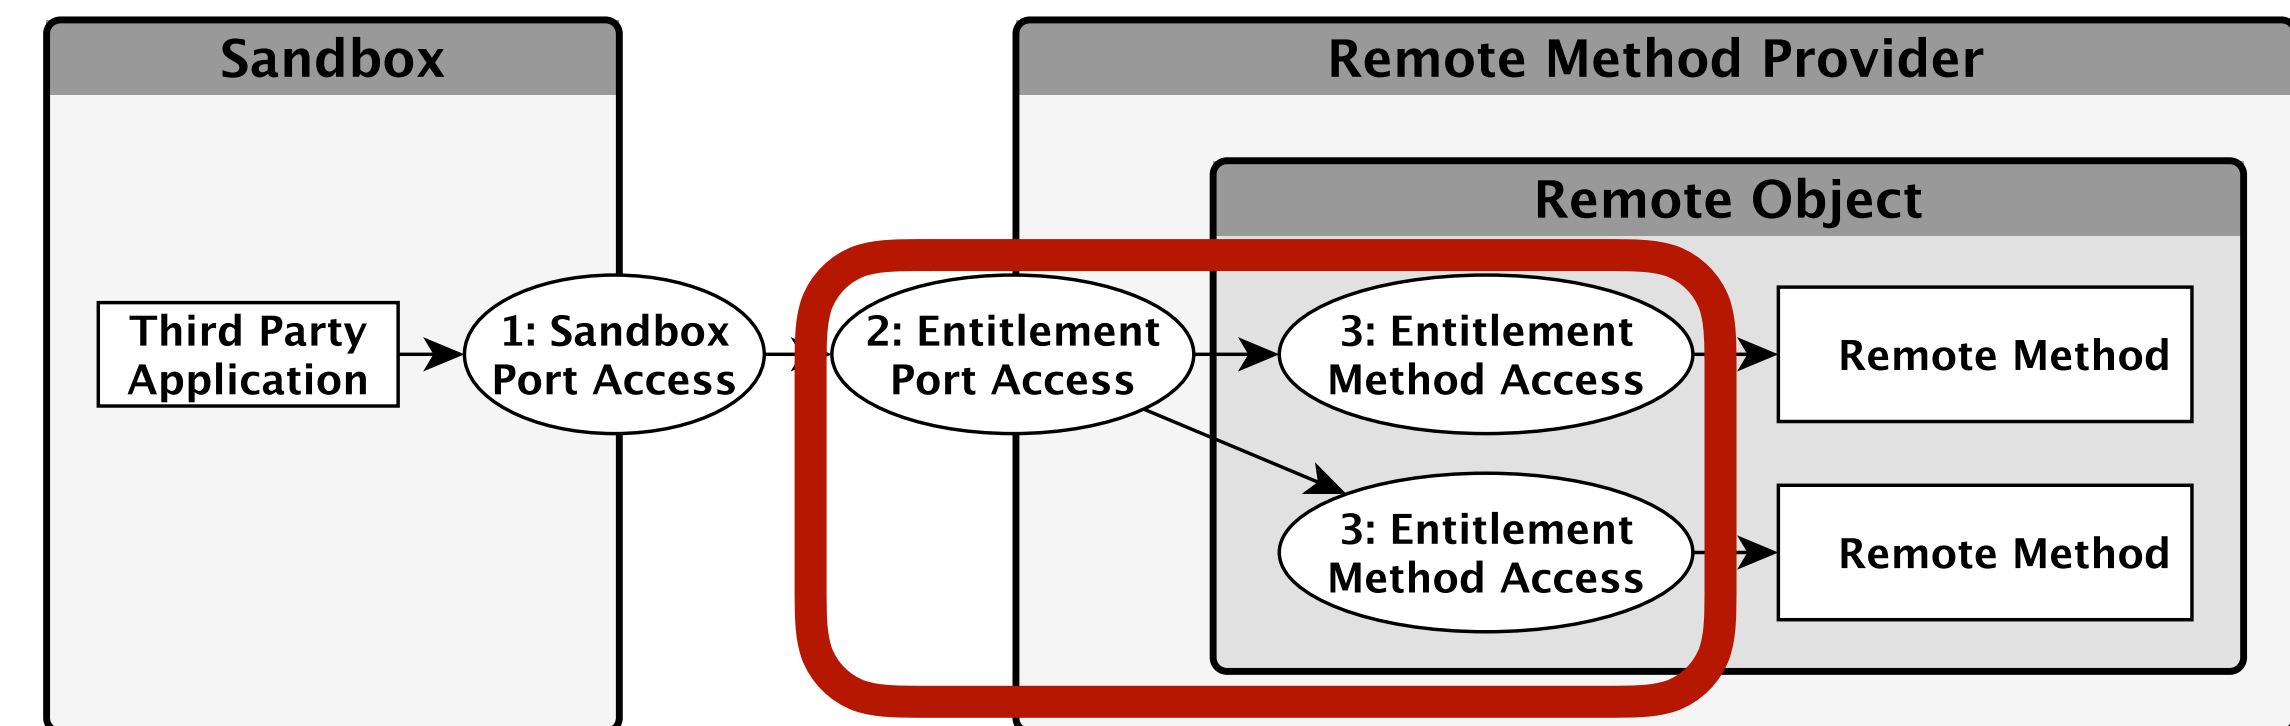 Sandbox
Remote Method Provider
Remote Object
Third Party
Application
1: Sandbox
Port Access
2: Entitlement
Port Access
3: Entitlement
Method Access
Remote Method
3: Entitlement
Method Access
Remote Method